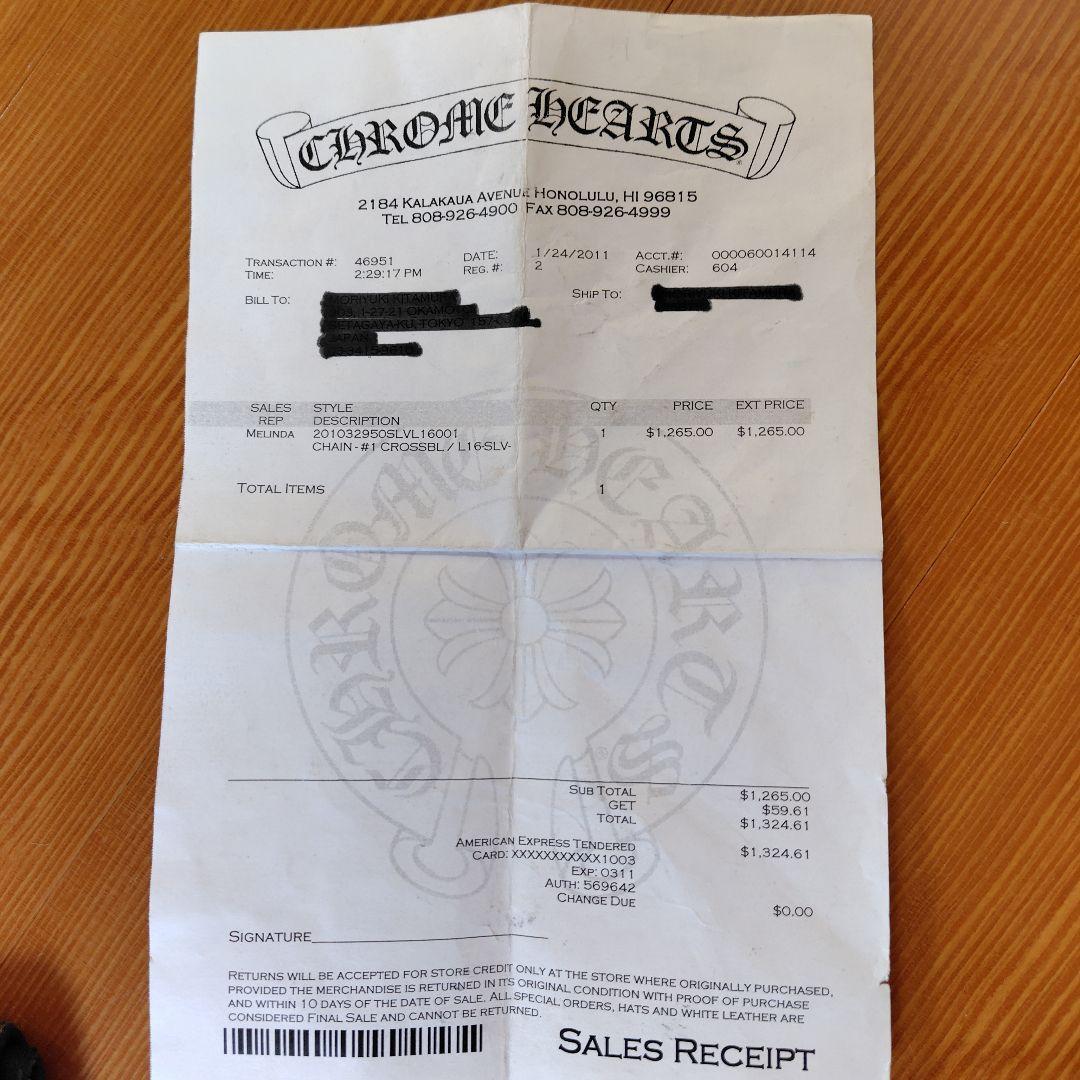 CHROME HEARTS
2184 KALAKAUA AVENUE HONOLULU, HI 96815
TEL 808-926-4900 FAX 808-926-4999
TRANSACTION #: 46951 DATE: 1/24/2011 ACCT.#: 000060014114
TIME: 2:29:17 PM REG. #: 2 CASHIER: 604
BILL TO: SHIP TO:
SALES STYLE QTY PRICE EXT PRICE
REP DESCRIPTION
MELINDA 201032950SLVL16001 1 $1,265.00 $1,265.00
CHAIN - #1 CROSSBL / L16-SLV-
TOTAL ITEMS 1
CHROME HEARTS
SUB TOTAL $1,265.00
GET $59.61
TOTAL $1,324.61
AMERICAN EXPRESS TENDERED $1,324.61
CARD: XXXXXXXXXXX1003
EXP: 0311
AUTH: 569642
CHANGE DUE $0.00
SIGNATURE
RETURNS WILL BE ACCEPTED FOR STORE CREDIT ONLY AT THE STORE WHERE ORIGINALLY PURCHASED,
PROVIDED THE MERCHANDISE IS RETURNED IN ITS ORIGINAL CONDITION WITH PROOF OF PURCHASE
AND WITHIN 10 DAYS OF THE DATE OF SALE. ALL SPECIAL ORDERS, HATS AND WHITE LEATHER ARE
CONSIDERED FINAL SALE AND CANNOT BE RETURNED.
SALES RECEIPT